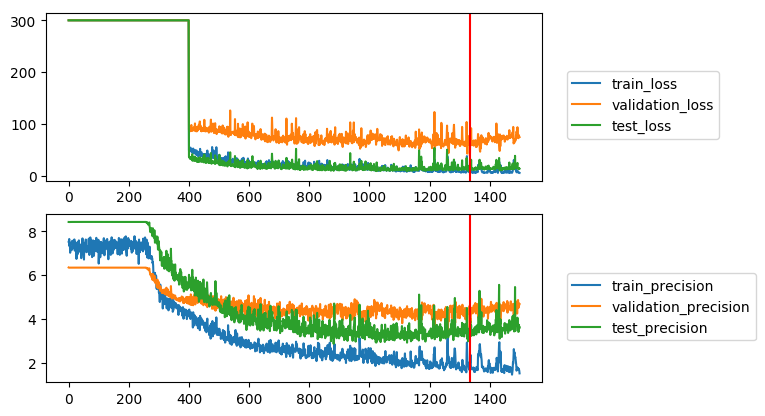 300
200
100
0
0 200 400 600 800 1000 1200 1400
train_loss
validation_loss
test_loss
8
6
4
2
0 200 400 600 800 1000 1200 1400
train_precision
validation_precision
test_precision